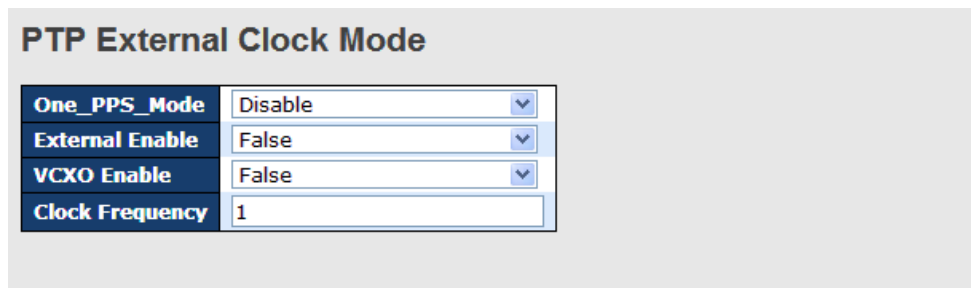 PTP External Clock Mode
One_PPS_Mode Disable
External Enable False
VCXO Enable False
Clock Frequency 1